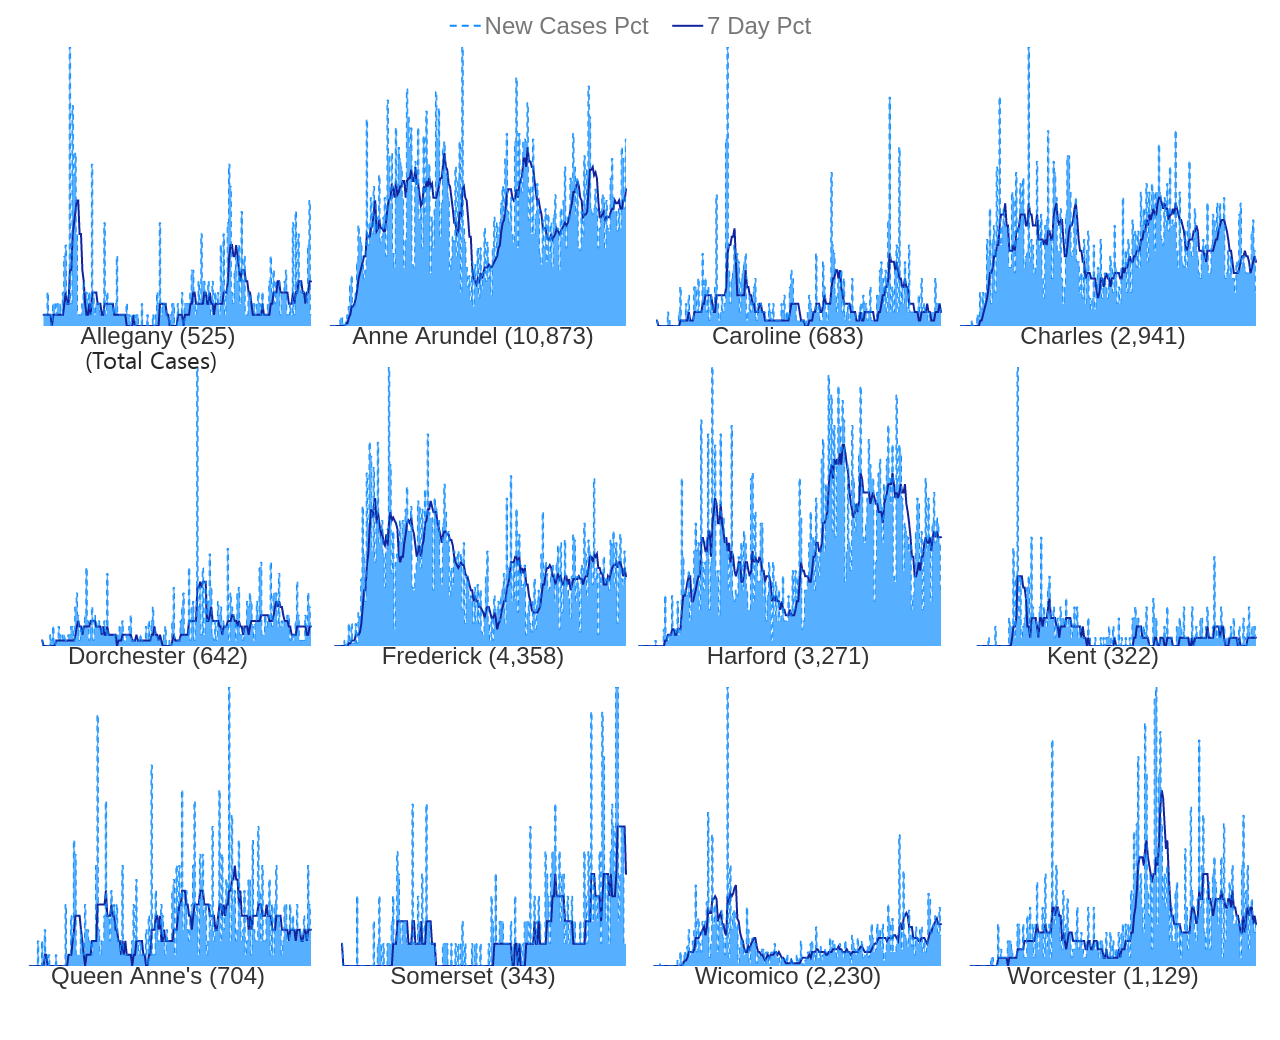 New Cases Pct 7 Day Pct
Allegany (525) Anne Arundel (10,873) Caroline (683) Charles (2,941)
(Total Cases)
Dorchester (642) Frederick (4,358) Harford (3,271) Kent (322)
Queen Anne's (704) Somerset (343) Wicomico (2,230) Worcester (1,129)